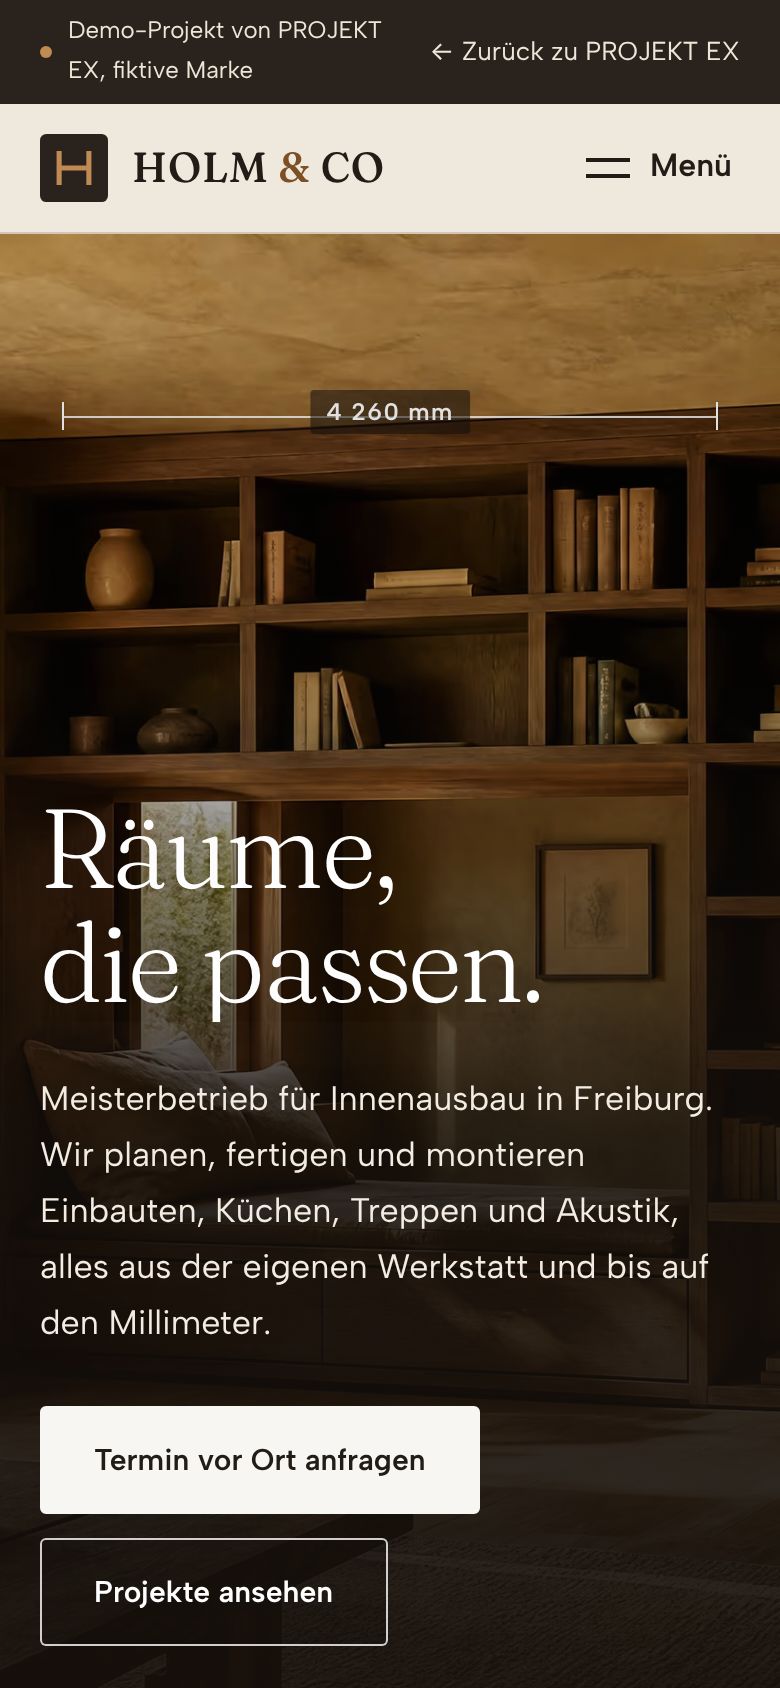 Demo-Projekt von PROJEKT
EX, fiktive Marke
← Zurück zu PROJEKT EX
H
HOLM & CO
Menü
4 260 mm
Räume,
die passen.
Meisterbetrieb für Innenausbau in Freiburg.
Wir planen, fertigen und montieren
Einbauten, Küchen, Treppen und Akustik,
alles aus der eigenen Werkstatt und bis auf
den Millimeter.
Termin vor Ort anfragen
Projekte ansehen